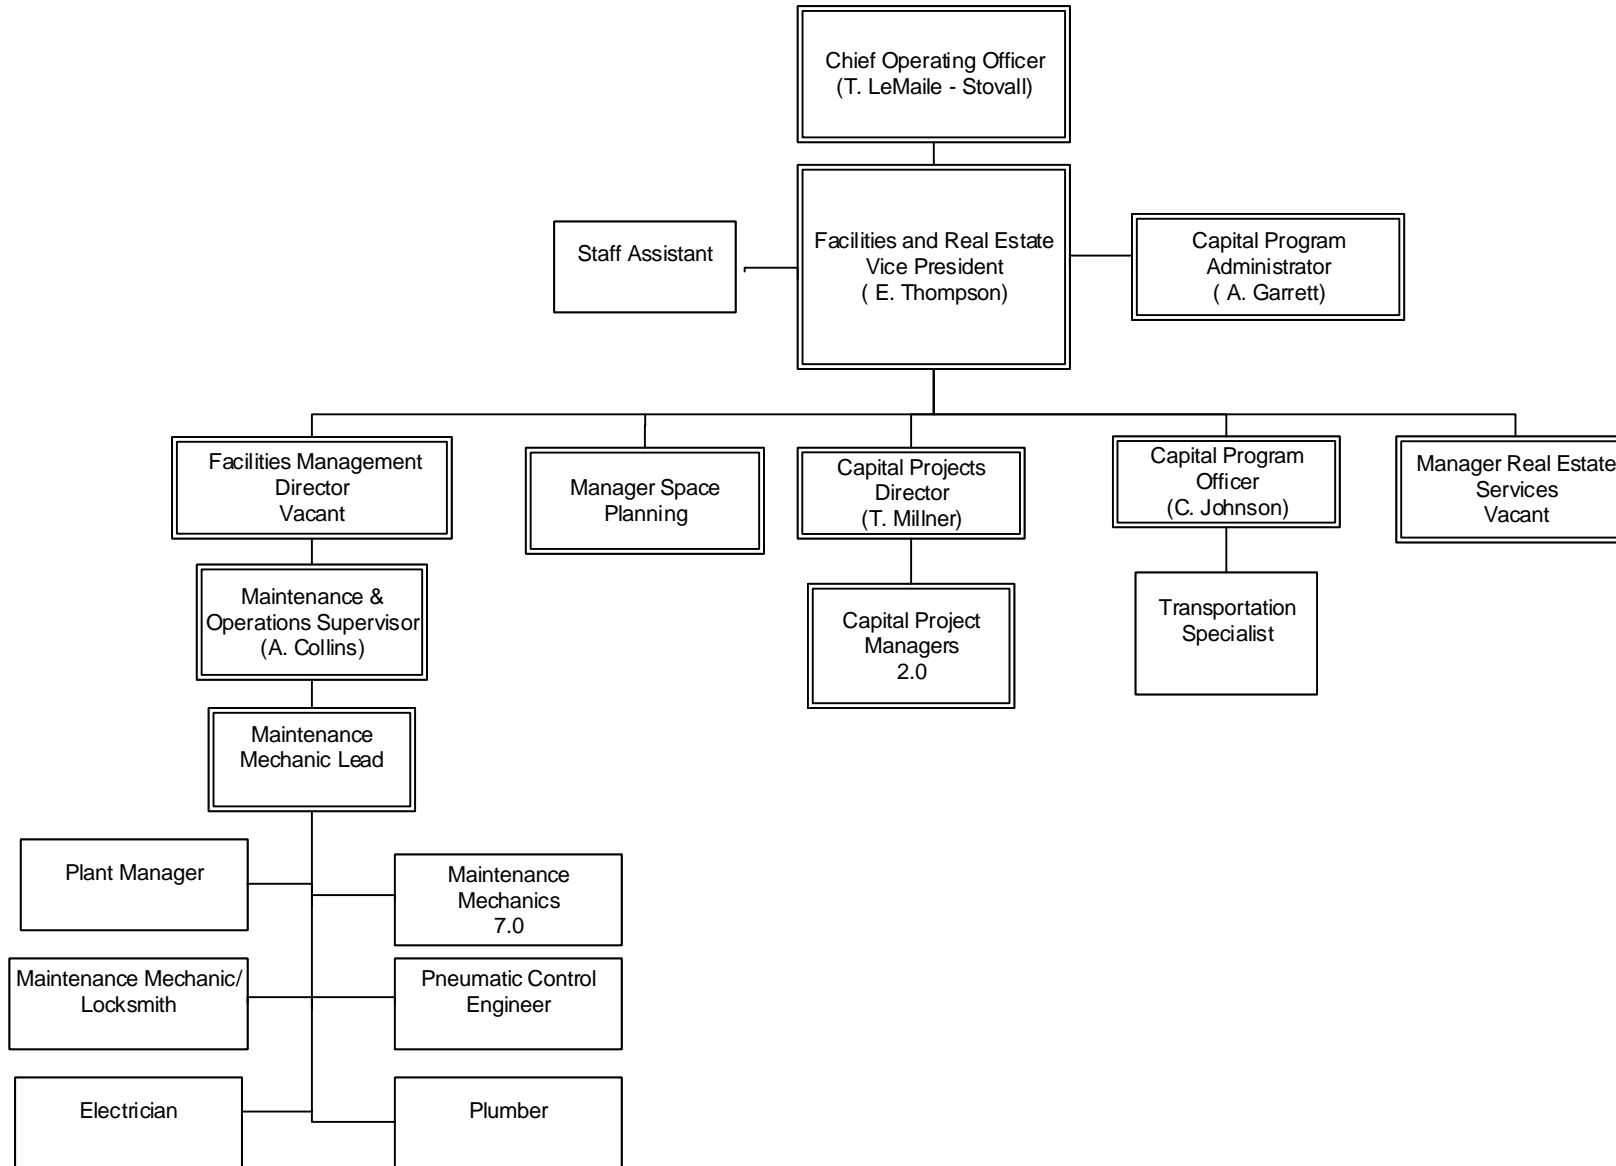 Chief Operating Officer
(T. LeMaile - Stovall)
Staff Assistant
Facilities and Real Estate
Vice President
( E. Thompson)
Capital Program
Administrator
( A. Garrett)
Facilities Management
Director
Vacant
Manager Space
Planning
Capital Projects
Director
(T. Millner)
Capital Program
Officer
(C. Johnson)
Manager Real Estate
Services
Vacant
Maintenance &
Operations Supervisor
(A. Collins)
Capital Project
Managers
2.0
Transportation
Specialist
Maintenance
Mechanic Lead
Plant Manager
Maintenance
Mechanics
7.0
Maintenance Mechanic/
Locksmith
Pneumatic Control
Engineer
Electrician
Plumber